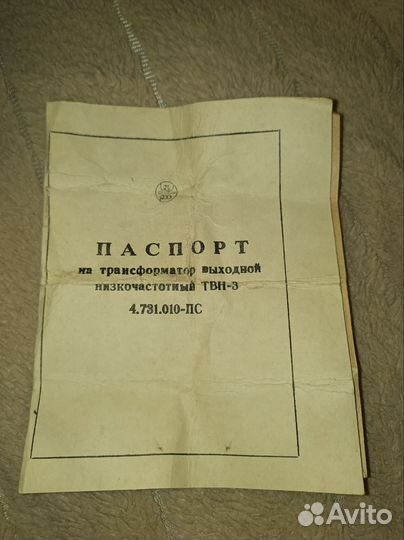 ПАСПОРТ
на трансформатор выходной
низкочастотный ТВН-3
4.731.010-ПС
Avito